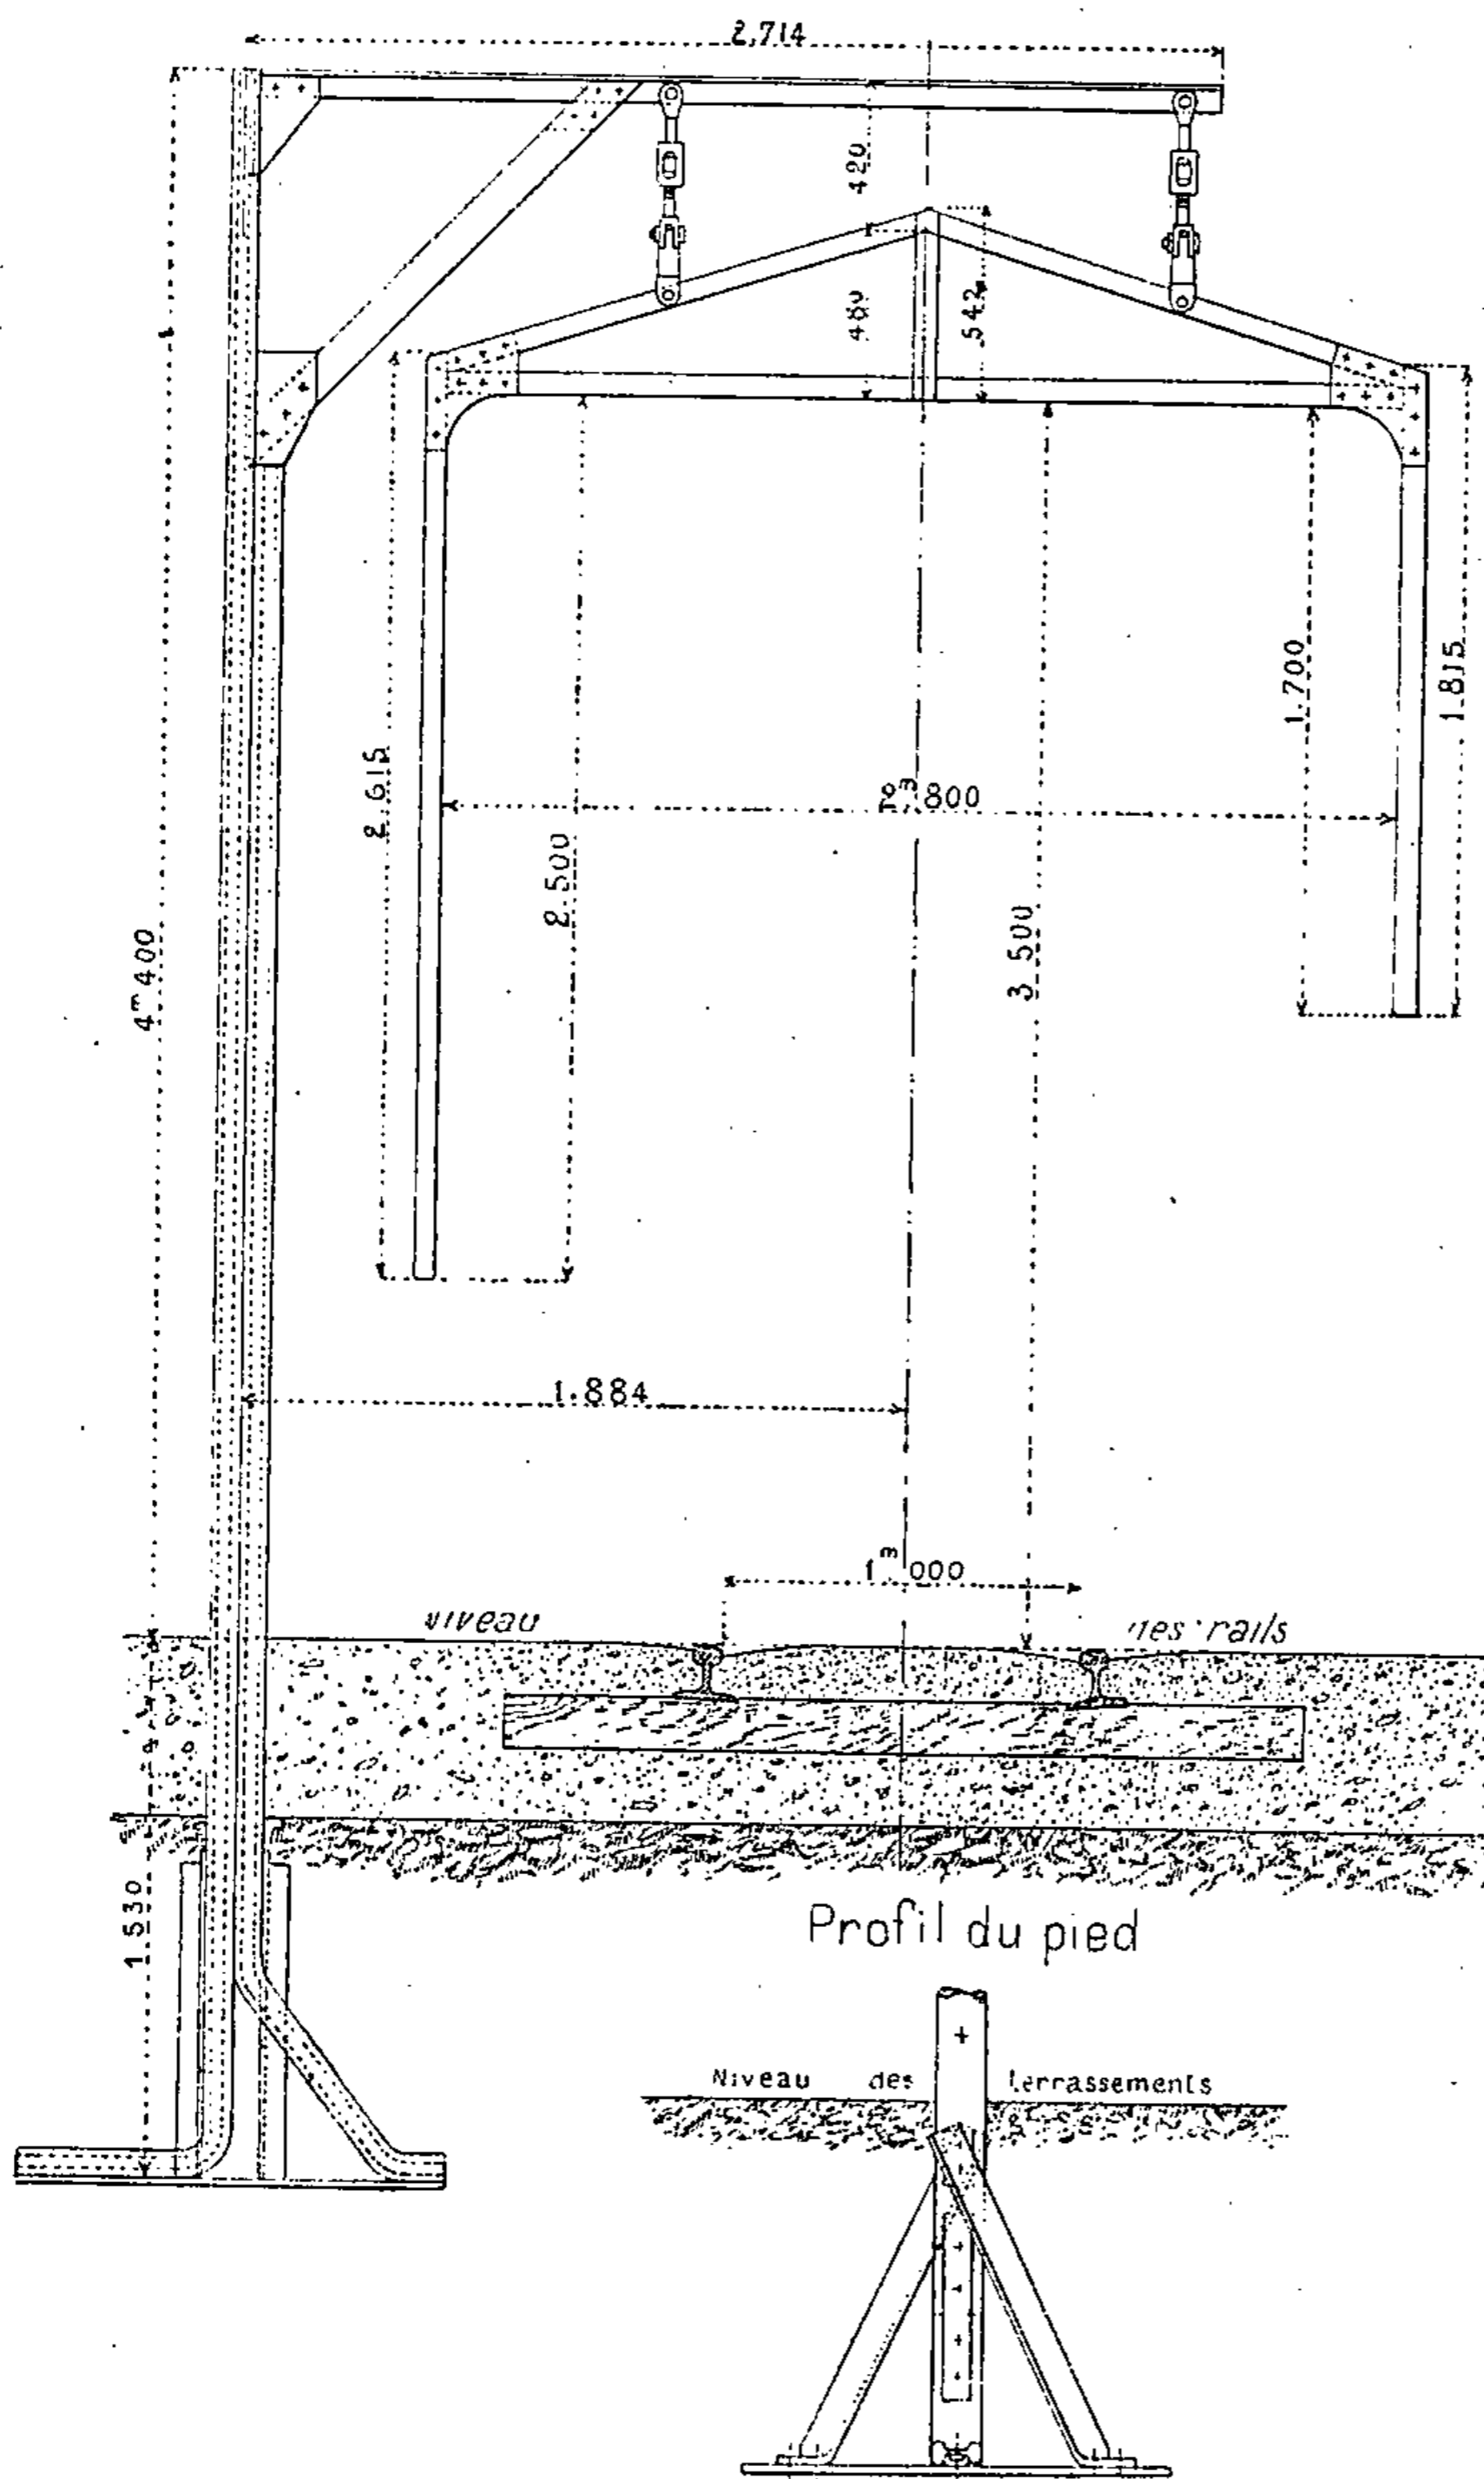 2.714
420
480
542
2.615
2.500
3.500
1.700
1.815
2m800
4m400
1.884
1m000
Niveau des rails
1.530
Profil du pied
Niveau des terrassements